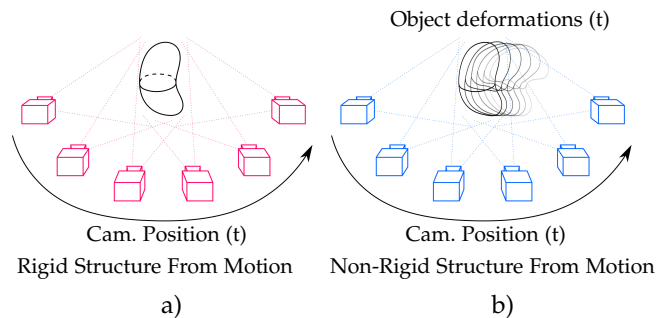 Object deformations (t)
Cam. Position (t)
Cam. Position (t)
Rigid Structure From Motion
Non-Rigid Structure From Motion
a)
b)